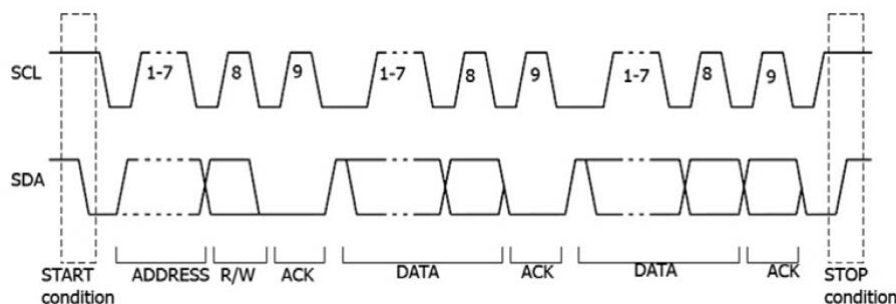 SCL
1-7 8 9 1-7 8 9 1-7 8 9
SDA
ADDRESS R/W ACK DATA ACK DATA ACK
START
condition
STOP
condition